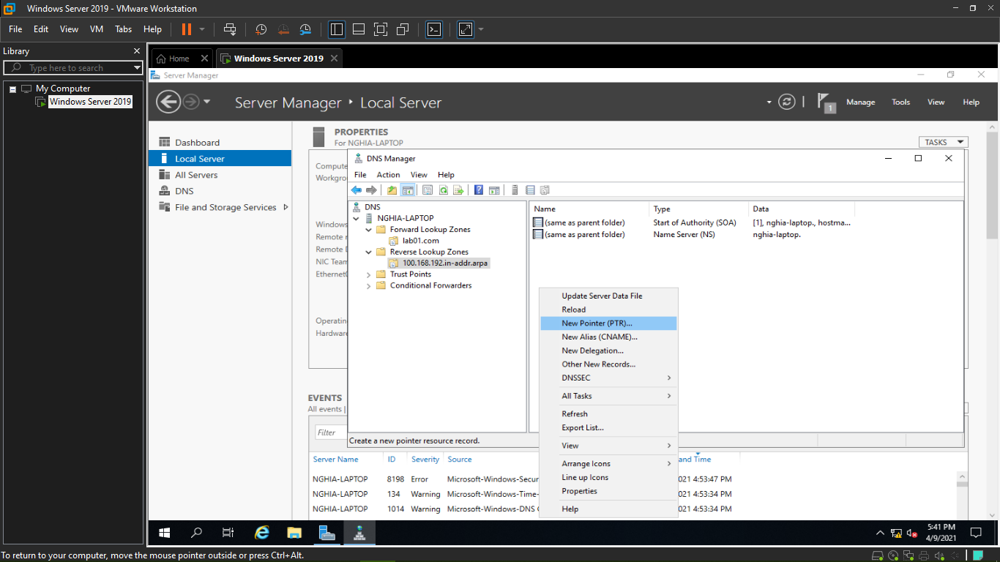 Windows Server 2019 - VMware Workstation
File Edit View VM Tabs Help
Library
Type here to search
My Computer
Windows Server 2019
Home
Windows Server 2019
Server Manager
Server Manager ‣ Local Server
1
Manage Tools View Help
Dashboard
Local Server
All Servers
DNS
File and Storage Services
PROPERTIES
For NGHIA-LAPTOP
TASKS
Compute
Workgro
Windows
Remote
Remote D
NIC Team
Ethernet
Operatin
Hardwar
DNS Manager
File Action View Help
DNS
NGHIA-LAPTOP
Forward Lookup Zones
lab01.com
Reverse Lookup Zones
100.168.192.in-addr.arpa
Trust Points
Conditional Forwarders
Name Type Data
(same as parent folder) Start of Authority (SOA) [1], nghia-laptop., hostma...
(same as parent folder) Name Server (NS) nghia-laptop.
Update Server Data File
Reload
New Pointer (PTR)...
New Alias (CNAME)...
New Delegation...
Other New Records...
DNSSEC
All Tasks
Refresh
Export List...
View
Arrange Icons
Line up Icons
Properties
Help
Create a new pointer resource record.
EVENTS
All events |
Filter
Server Name ID Severity Source and Time
NGHIA-LAPTOP 8198 Error Microsoft-Windows-Secur 021 4:53:47 PM
NGHIA-LAPTOP 134 Warning Microsoft-Windows-Time- 021 4:53:34 PM
NGHIA-LAPTOP 1014 Warning Microsoft-Windows-DNS C 021 4:53:34 PM
5:41 PM
4/9/2021
To return to your computer, move the mouse pointer outside or press Ctrl+Alt.